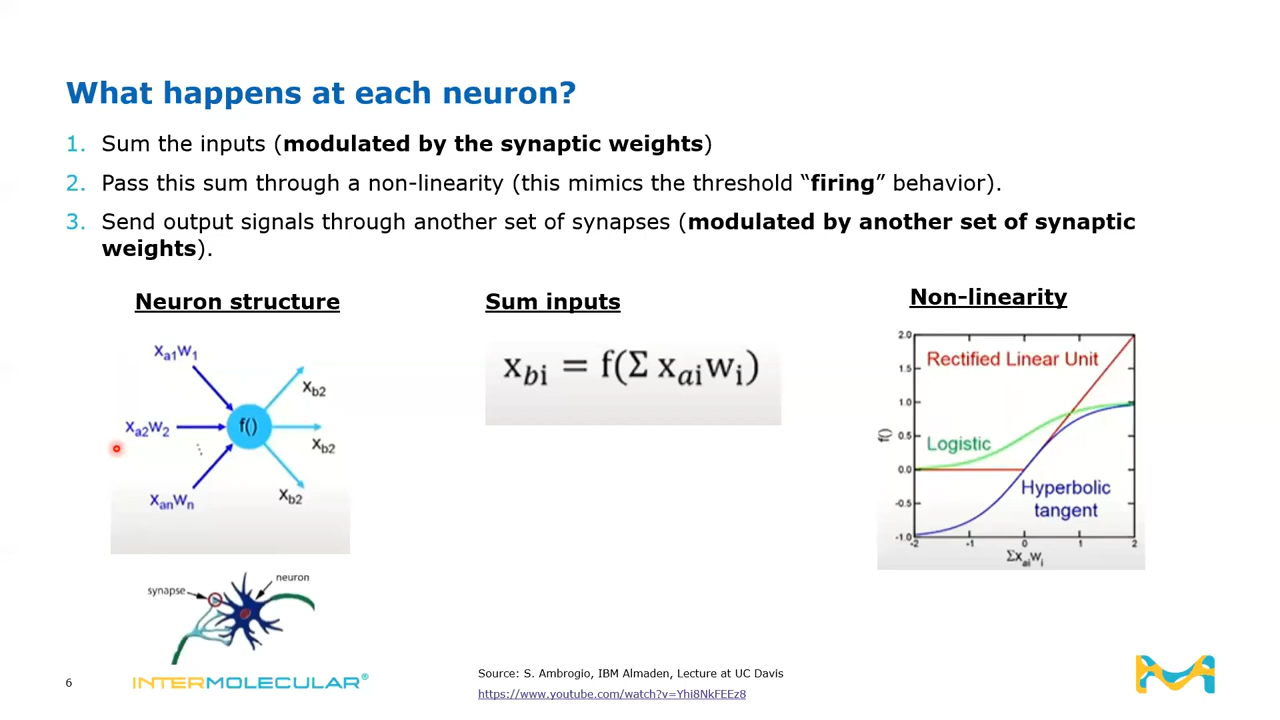 What happens at each neuron?
1. Sum the inputs (modulated by the synaptic weights)
2. Pass this sum through a non-linearity (this mimics the threshold “firing” behavior).
3. Send output signals through another set of synapses (modulated by another set of synaptic
weights).
Neuron structure
Xa1W1
Xa2W2
XanWn
f()
Xb2
Xb2
Xb2
synapse
neuron
Sum inputs
xbi = f(Σ xaiwi)
Non-linearity
2.0
1.5
1.0
0.5
0.0
-0.5
-1.0
f()
Rectified Linear Unit
Logistic
Hyperbolic
tangent
-2 -1 0 1 2
Σxaiwi
6
INTERMOLECULAR®
Source: S. Ambrogio, IBM Almaden, Lecture at UC Davis
https://www.youtube.com/watch?v=Yhi8NkFEEz8
M